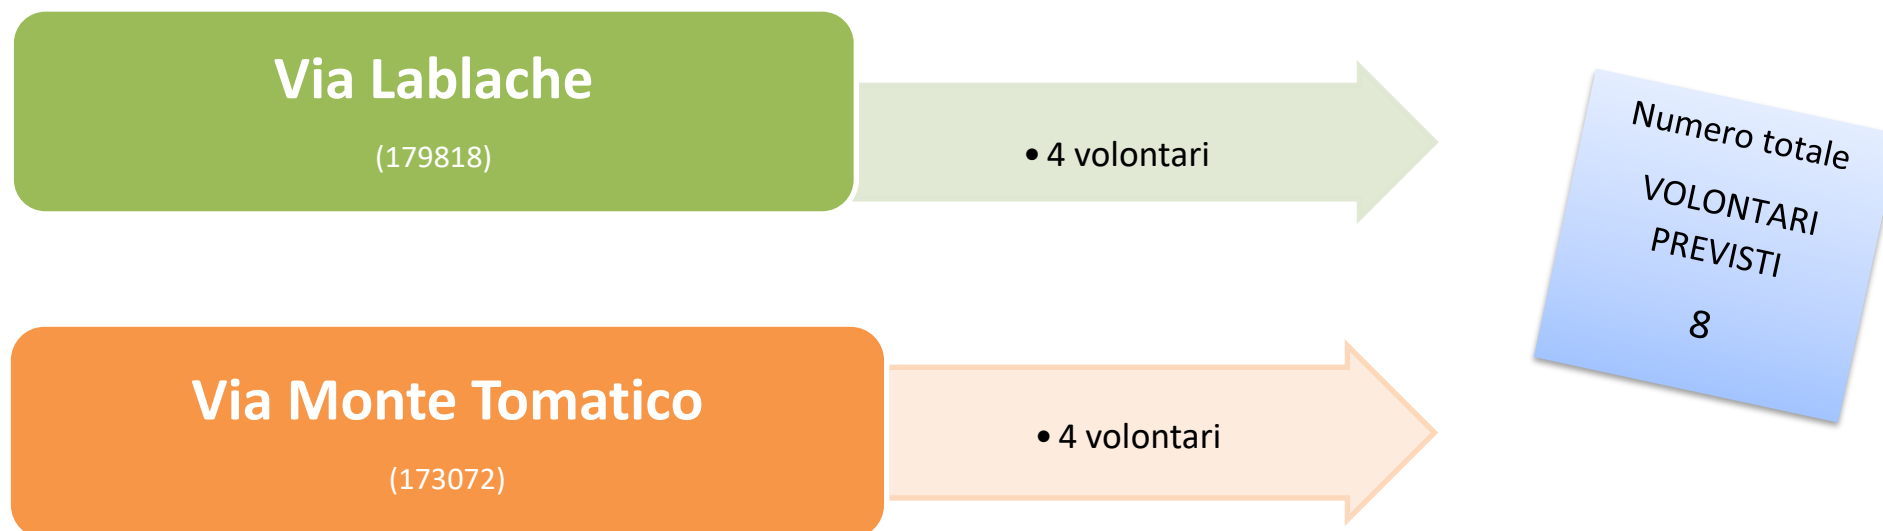 Via Lablache
(179818)
• 4 volontari
Via Monte Tomatico
(173072)
• 4 volontari
Numero totale
VOLONTARI
PREVISTI
8